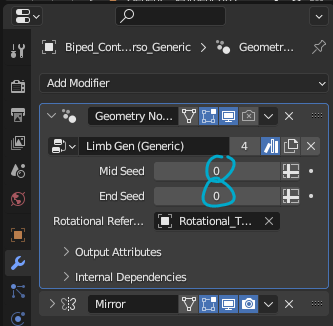 Biped_Cont...rso_Generic > Geometr...
Add Modifier
Geometry No...
Limb Gen (Generic) 4
Mid Seed 0
End Seed 0
Rotational Refer... Rotational_T...
Output Attributes
Internal Dependencies
Mirror